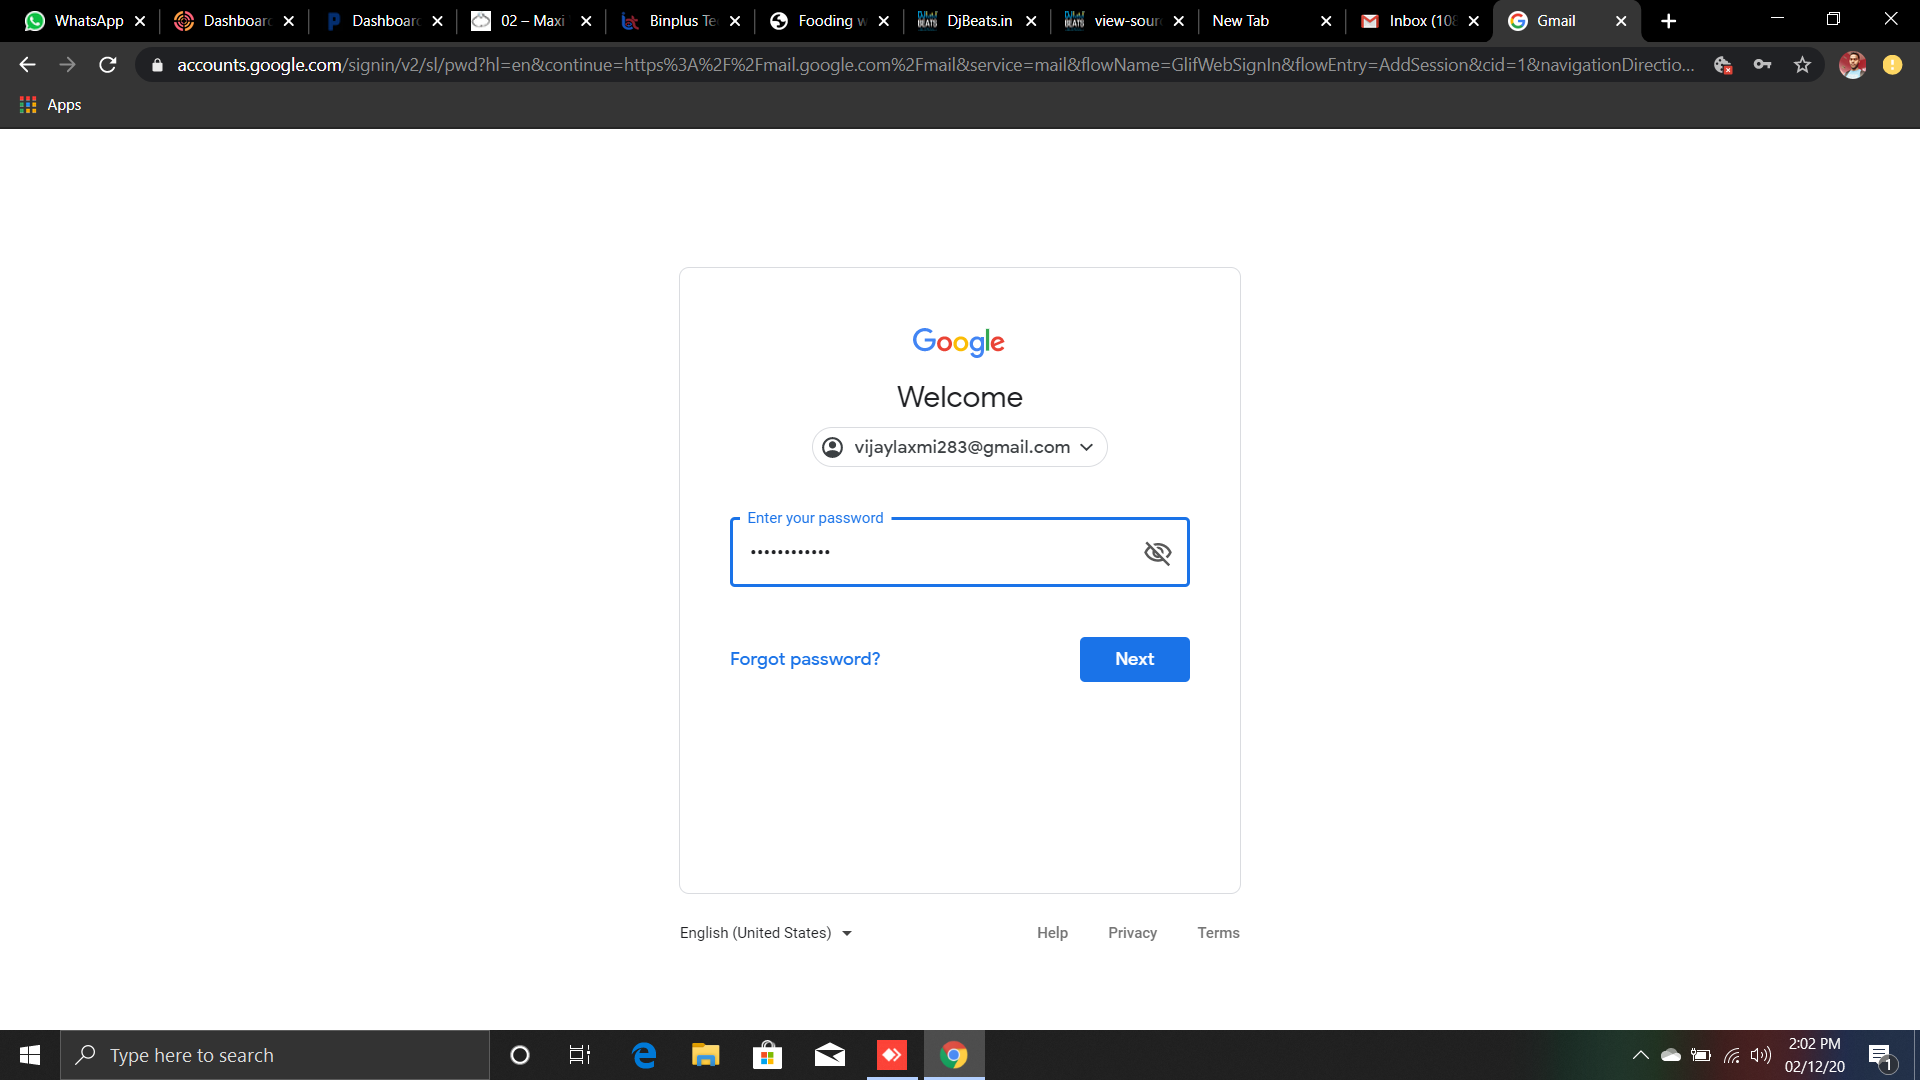 WhatsApp
Dashboard
Dashboard
02 – Maxi
Binplus Te
Fooding w
DjBeats.in
view-sour
New Tab
Inbox (108
Gmail
accounts.google.com/signin/v2/sl/pwd?hl=en&continue=https%3A%2F%2Fmail.google.com%2Fmail&service=mail&flowName=GlifWebSignIn&flowEntry=AddSession&cid=1&navigationDirectio...
Apps
Google
Welcome
vijaylaxmi283@gmail.com
Enter your password
••••••••••••
Forgot password?
Next
English (United States)
Help Privacy Terms
Type here to search
2:02 PM
02/12/20
1